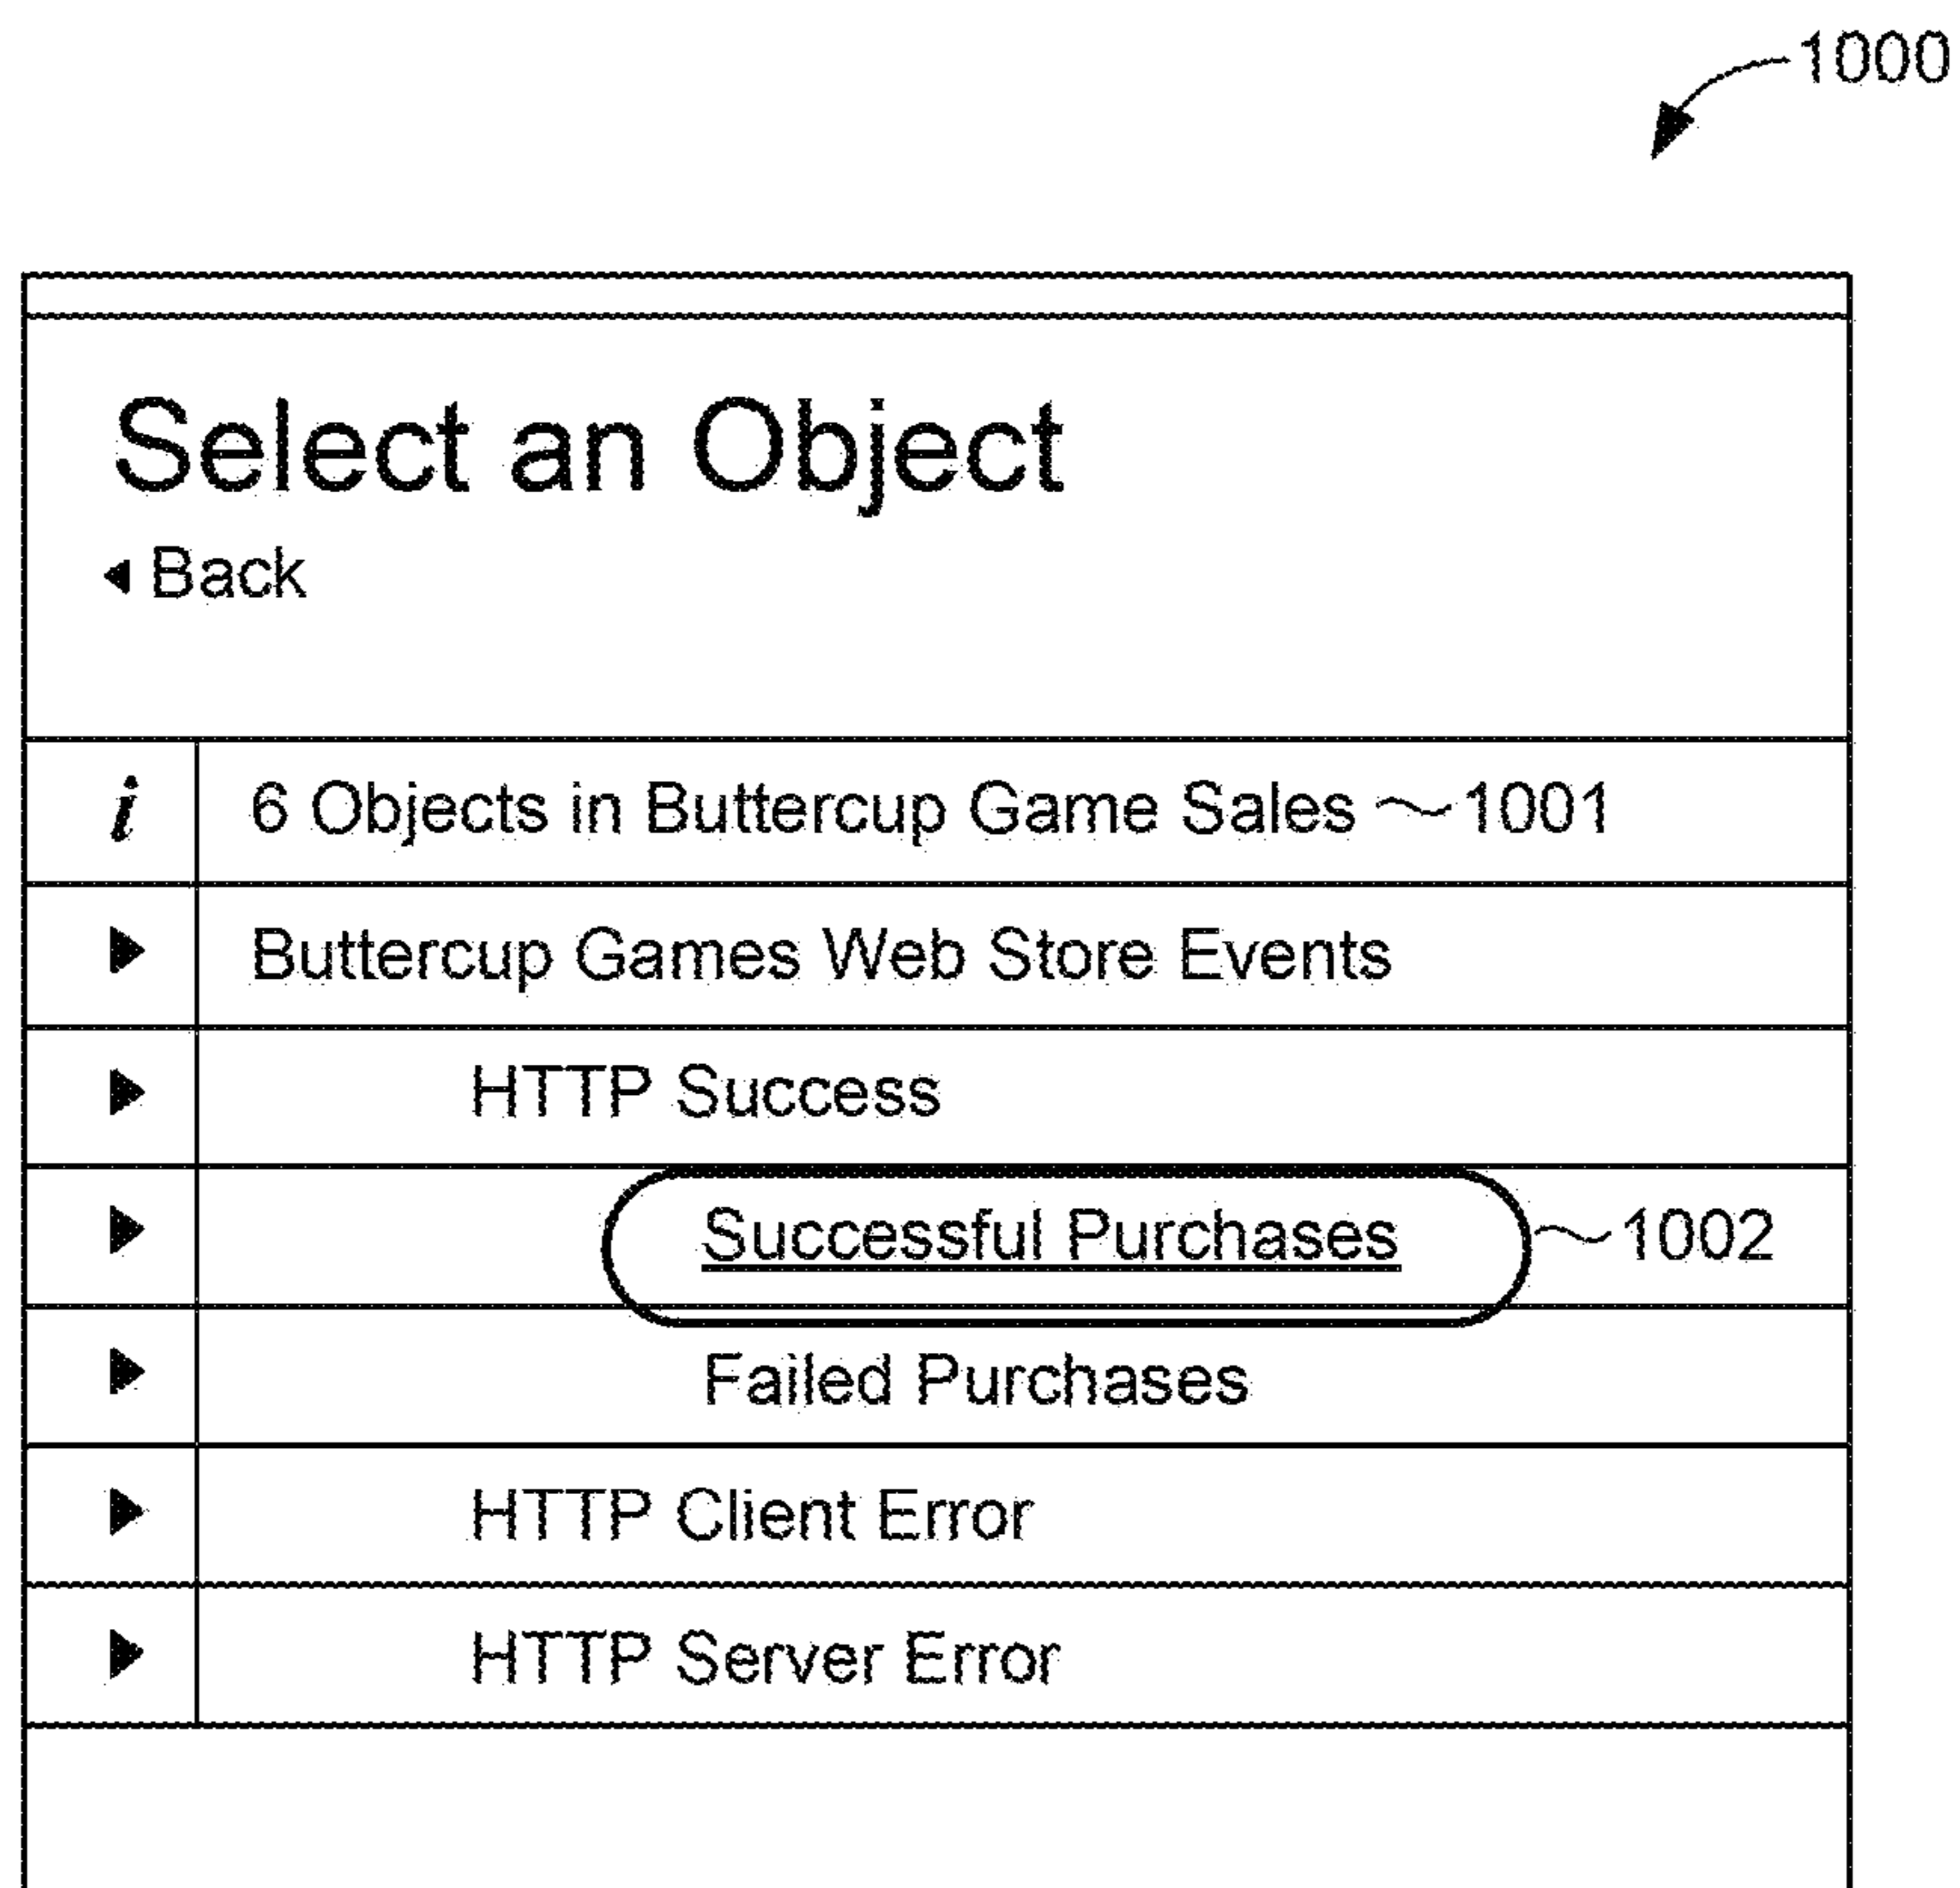 1000
Select an Object
Back
i 6 Objects in Buttercup Game Sales 1001
Buttercup Games Web Store Events
HTTP Success
Successful Purchases 1002
Failed Purchases
HTTP Client Error
HTTP Server Error